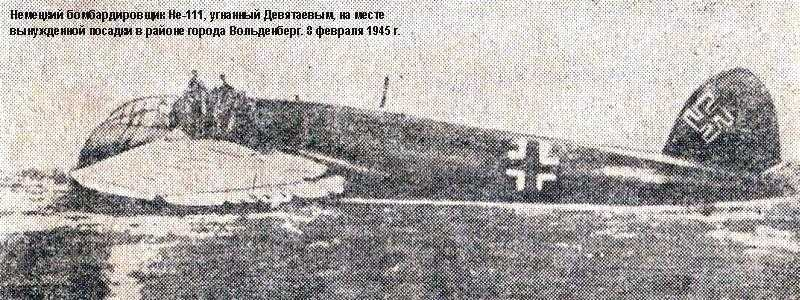 Немецкий бомбардировщик Не-111, угнанный Девятаевым, на месте
вынужденной посадки в районе города Вольденберг. 8 февраля 1945 г.